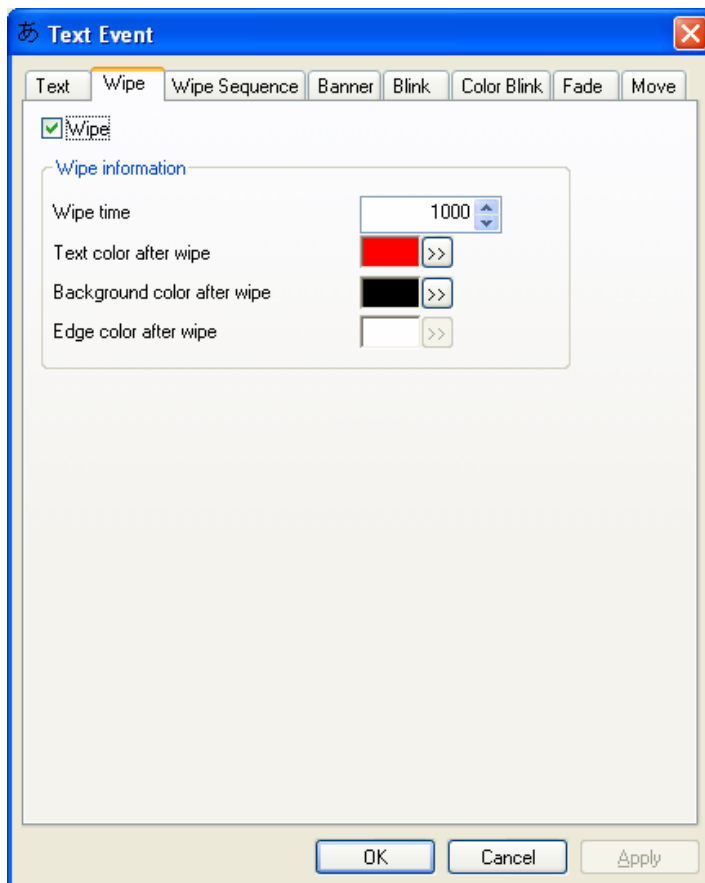 あ Text Event
Text Wipe Wipe Sequence Banner Blink Color Blink Fade Move
Wipe
Wipe information
Wipe time 1000
Text color after wipe >>
Background color after wipe >>
Edge color after wipe >>
OK Cancel Apply